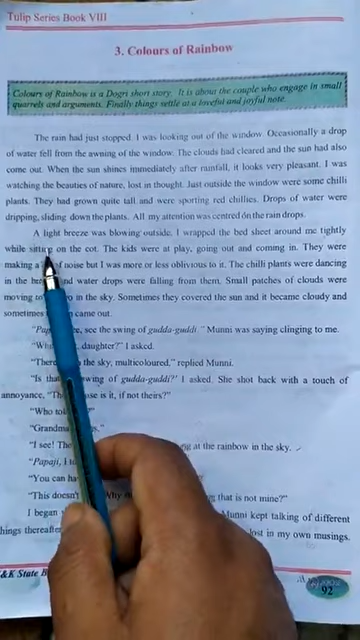 Tulip Series Book VIII
3. Colours of Rainbow
Colours of Rainbow is a Dogri short story. It is about the couple who engage in small
quarrels and arguments. Finally things settle at a loveful and joyful note.
The rain had just stopped. I was looking out of the window. Occasionally a drop
of water fell from the awning of the window. The clouds had cleared and the sun had also
come out. When the sun shines immediately after rainfall, it looks very pleasant. I was
watching the beauties of nature, lost in thought. Just outside the window were some chilli
plants. They had grown quite tall and were sporting red chillies. Drops of water were
dripping, sliding down the plants. All my attention was centred on the rain drops.
A light breeze was blowing outside. I wrapped the bed sheet around me tightly
while sitting on the cot. The kids were at play, going out and coming in. They were
making a of noise but I was more or less oblivious to it. The chilli plants were dancing
in the and water drops were falling from them. Small patches of clouds were
moving to in the sky. Sometimes they covered the sun and it became cloudy and
sometimes came out.
see the swing of gudda-guddi." Munni was saying clinging to me.
daughter?" I asked.
the sky, multicoloured," replied Munni.
"Is that swing of gudda-guddi?' I asked. She shot back with a touch of
annoyance, else is it, if not theirs?"
"Who
"Grandma
"I see! at the rainbow in the sky.
"Papaji, I
"You can
"This doesn't that is not mine?"
I began Munni kept talking of different
things thereafter lost in my own musings.
&K State B
92